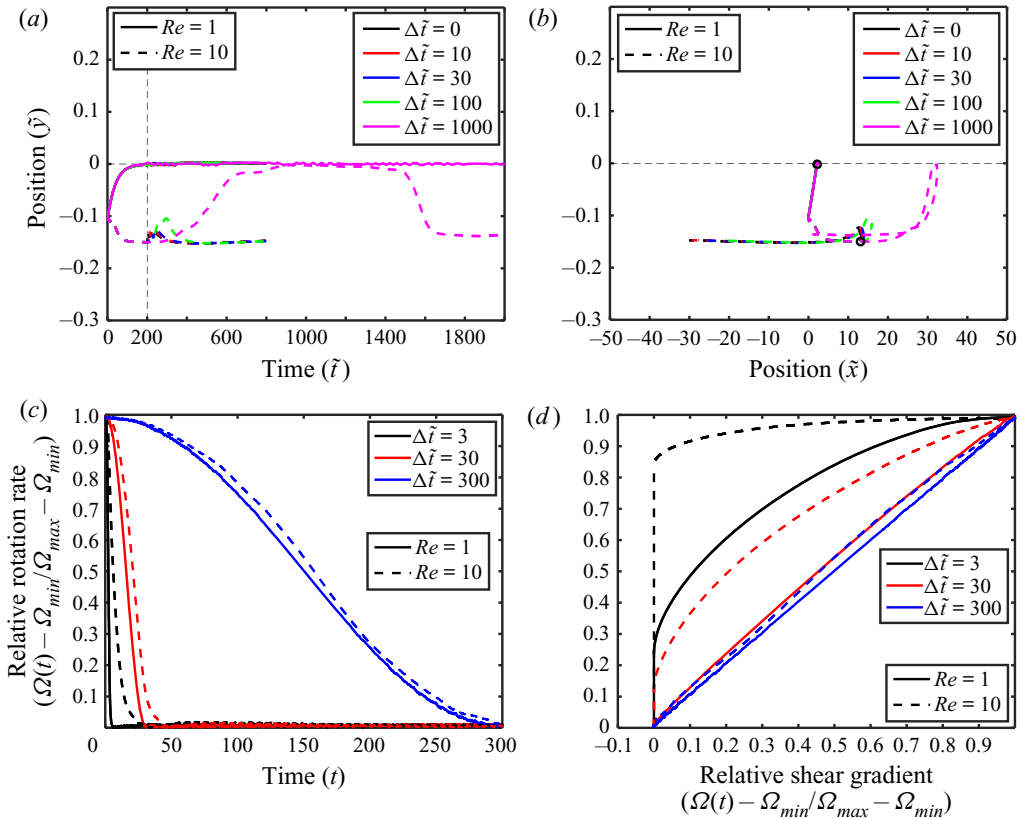 (a)
Re = 1
Re = 10
Δt̃ = 0
Δt̃ = 10
Δt̃ = 30
Δt̃ = 100
Δt̃ = 1000
0.2
0.1
0
–0.1
–0.2
–0.3
Position (ỹ)
0 200 600 1000 1400 1800
Time (t̃)
(b)
Re = 1
Re = 10
Δt̃ = 0
Δt̃ = 10
Δt̃ = 30
Δt̃ = 100
Δt̃ = 1000
0.2
0.1
0
–0.1
–0.2
–0.3
–50 –40 –30 –20 –10 0 10 20 30 40 50
Position (x̃)
(c)
1.0
0.9
0.8
0.7
0.6
0.5
0.4
0.3
0.2
0.1
Relative rotation rate
(Ω(t) – Ωmin/Ωmax – Ωmin)
Δt̃ = 3
Δt̃ = 30
Δt̃ = 300
Re = 1
Re = 10
0 50 100 150 200 250 300
Time (t)
(d)
1.0
0.9
0.8
0.7
0.6
0.5
0.4
0.3
0.2
0.1
0
Δt̃ = 3
Δt̃ = 30
Δt̃ = 300
Re = 1
Re = 10
–0.1 0 0.1 0.2 0.3 0.4 0.5 0.6 0.7 0.8 0.9
Relative shear gradient
(Ω(t) – Ωmin/Ωmax – Ωmin)